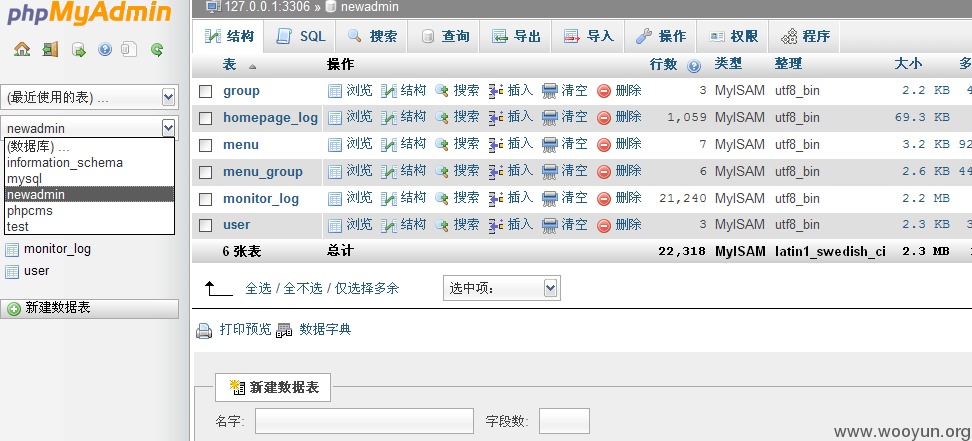 phpMyAdmin
127.0.0.1:3306 » newadmin
结构 SQL 搜索 查询 导出 导入 操作 权限 程序
(最近使用的表) ...
newadmin
(数据库) ...
information_schema
mysql
newadmin
phpcms
test
monitor_log
user
新建数据表
表 操作 行数 类型 整理 大小 多
group 浏览 结构 搜索 插入 清空 删除 3 MyISAM utf8_bin 2.2 KB
homepage_log 浏览 结构 搜索 插入 清空 删除 1,059 MyISAM utf8_bin 69.3 KB
menu 浏览 结构 搜索 插入 清空 删除 7 MyISAM utf8_bin 3.2 KB 92
menu_group 浏览 结构 搜索 插入 清空 删除 6 MyISAM utf8_bin 2.6 KB 44
monitor_log 浏览 结构 搜索 插入 清空 删除 21,240 MyISAM utf8_bin 2.2 MB
user 浏览 结构 搜索 插入 清空 删除 3 MyISAM utf8_bin 2.3 KB
6 张表 总计 22,318 MyISAM latin1_swedish_ci 2.3 MB
全选 / 全不选 / 仅选择多余 选中项:
打印预览 数据字典
新建数据表
名字: 字段数:
www.wooyun.org